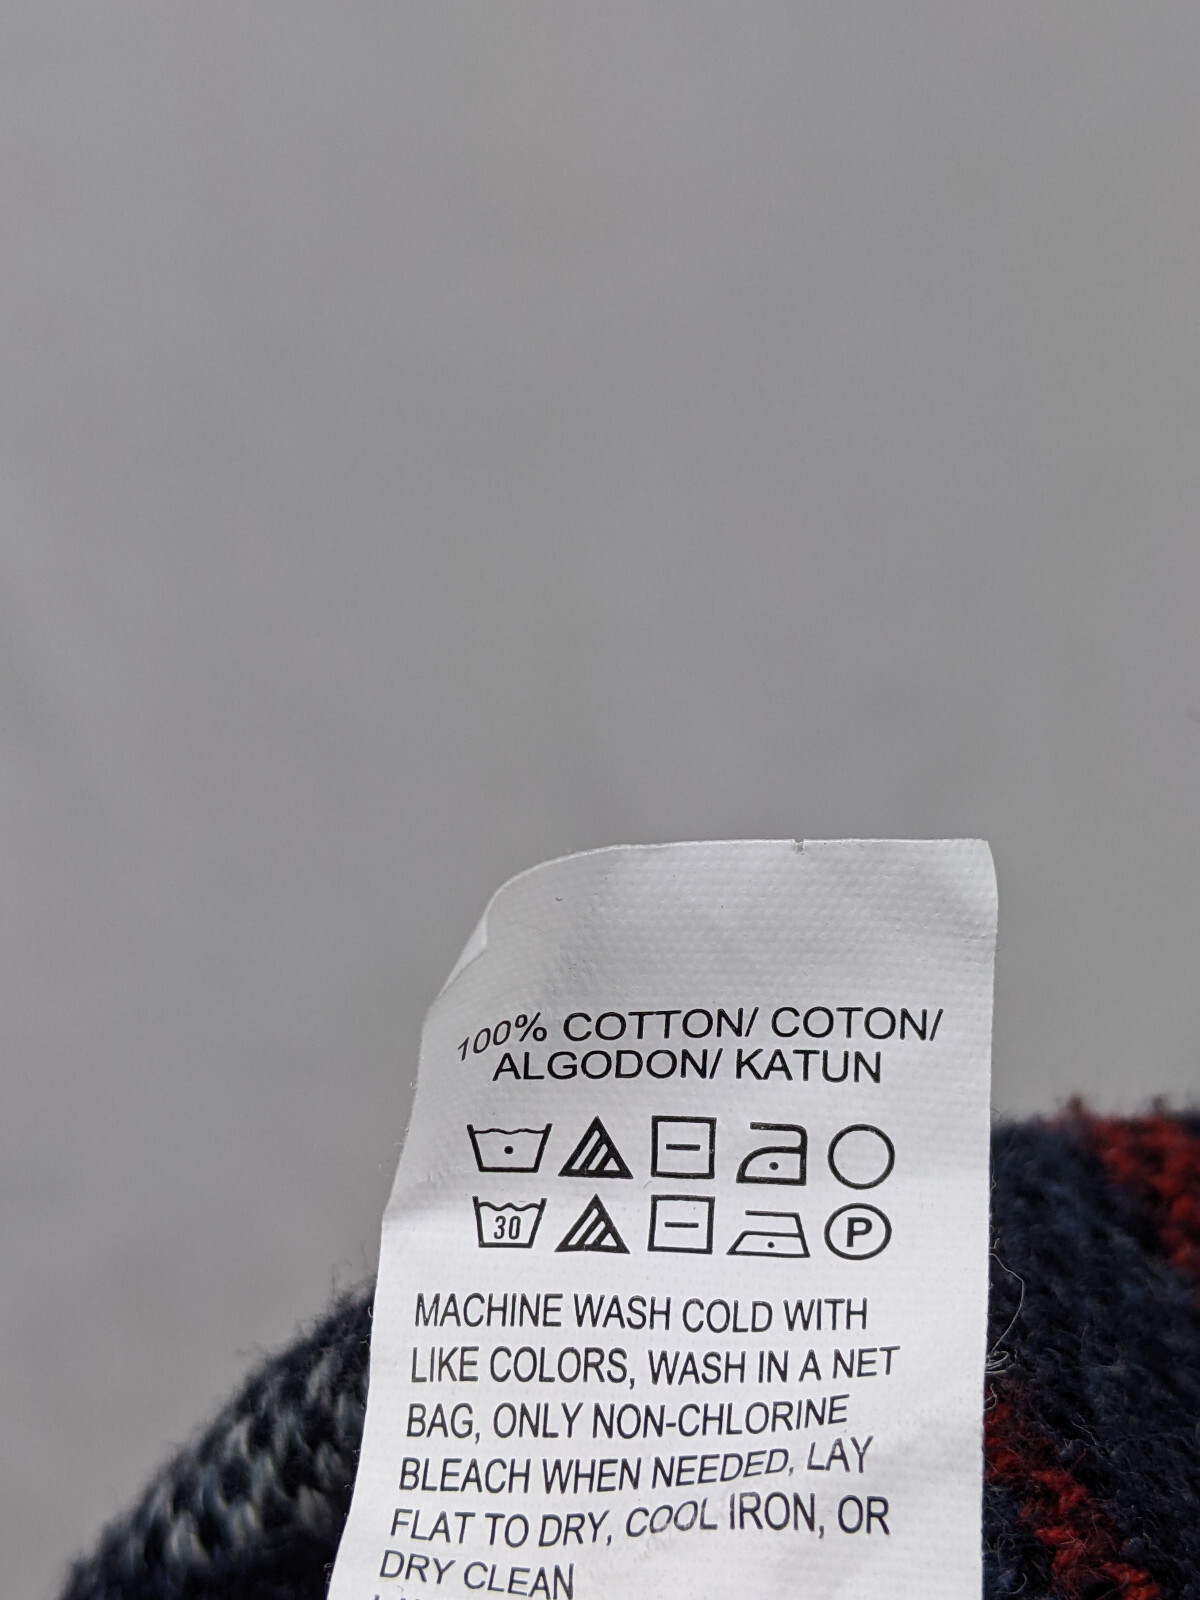 100% COTTON/ COTON/
ALGODON/ KATUN
30
P
MACHINE WASH COLD WITH
LIKE COLORS, WASH IN A NET
BAG, ONLY NON-CHLORINE
BLEACH WHEN NEEDED, LAY
FLAT TO DRY, COOL IRON, OR
DRY CLEAN